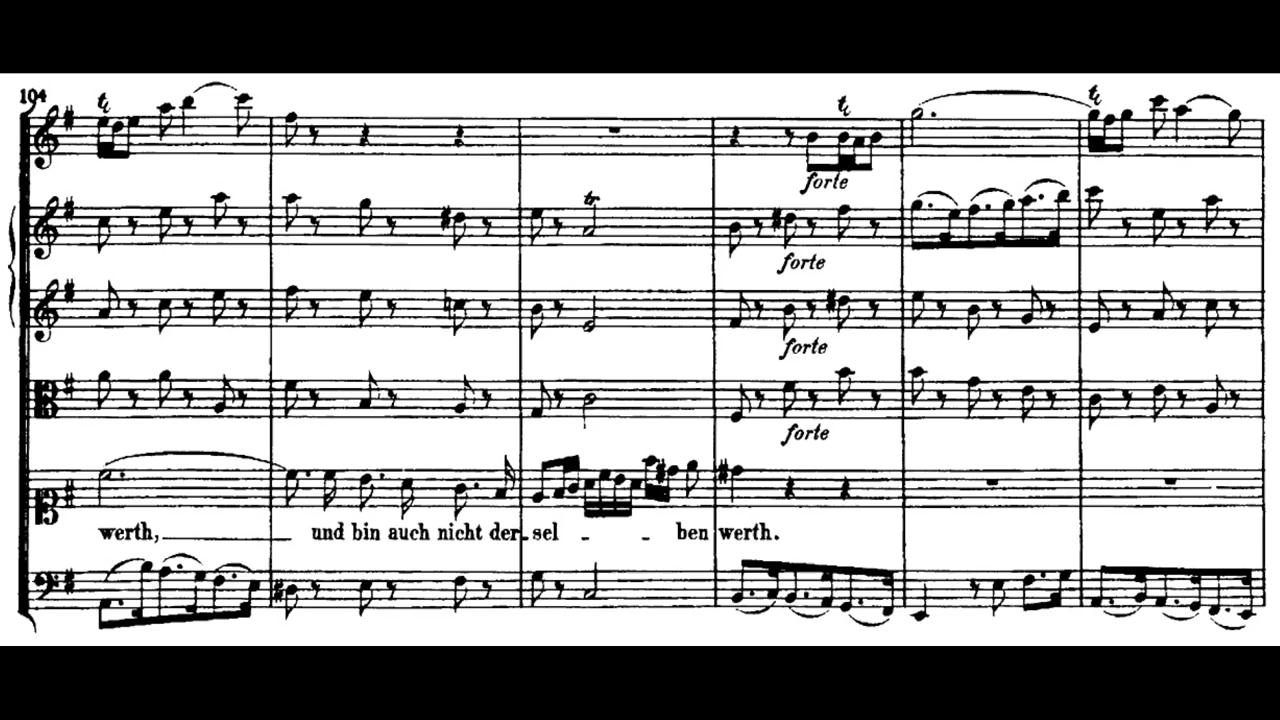 104
tr
tr
tr
forte
tr
forte
forte
forte
werth, und bin auch nicht der-sel - - ben werth.